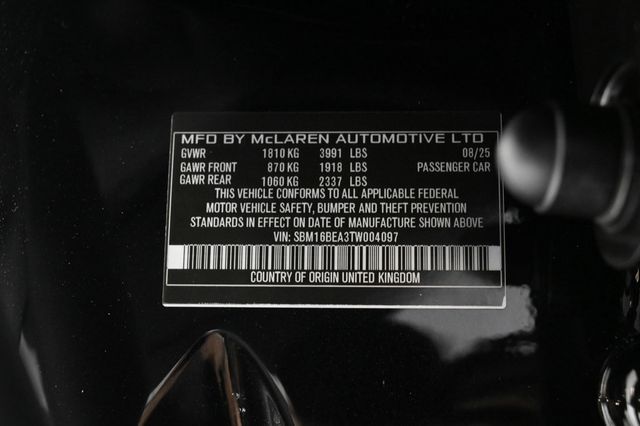 MFD BY McLAREN AUTOMOTIVE LTD
GVWR 1810 KG 3991 LBS 08/25
GAWR FRONT 870 KG 1918 LBS PASSENGER CAR
GAWR REAR 1060 KG 2337 LBS
THIS VEHICLE CONFORMS TO ALL APPLICABLE FEDERAL
MOTOR VEHICLE SAFETY, BUMPER AND THEFT PREVENTION
STANDARDS IN EFFECT ON DATE OF MANUFACTURE SHOWN ABOVE
VIN: SBM16BEA3TW004097
COUNTRY OF ORIGIN UNITED KINGDOM